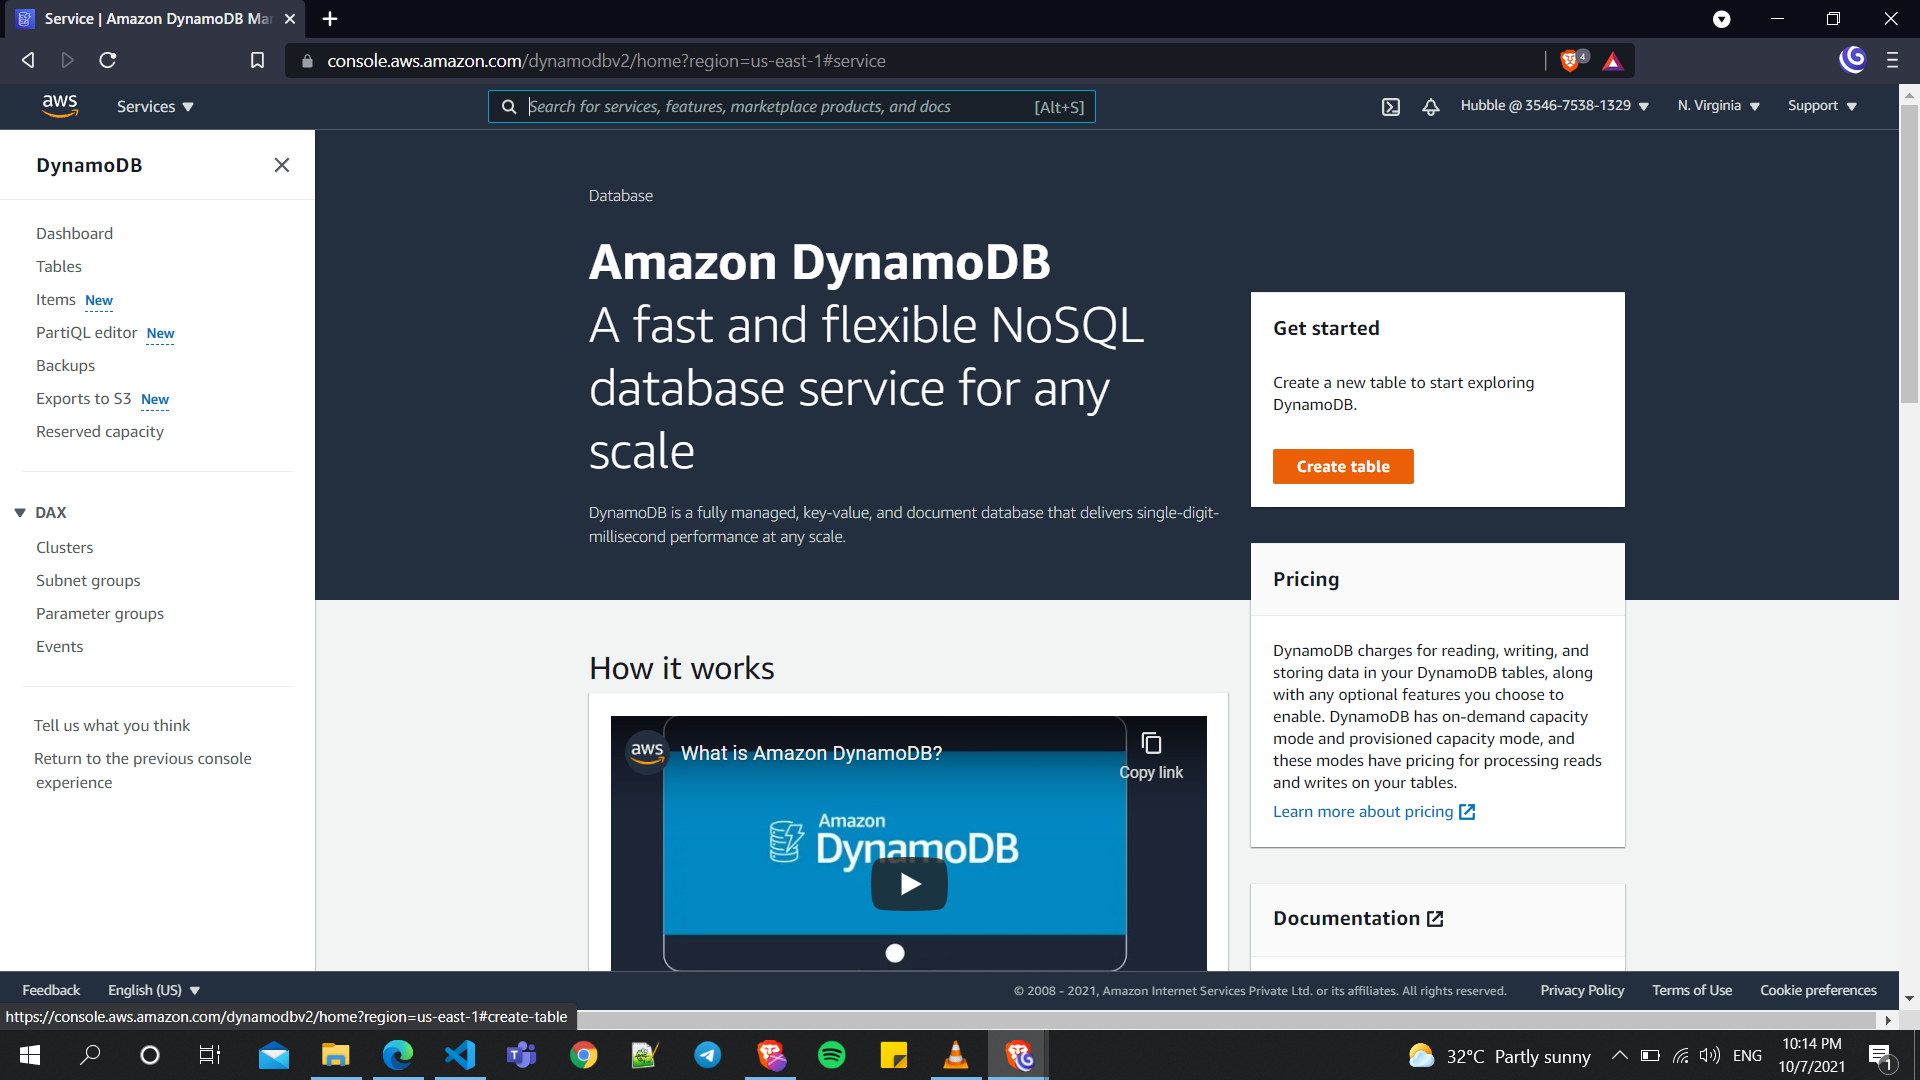 Service | Amazon DynamoDB Ma
console.aws.amazon.com/dynamodbv2/home?region=us-east-1#service
4
aws
Services
Search for services, features, marketplace products, and docs
[Alt+S]
Hubble @ 3546-7538-1329
N. Virginia
Support
DynamoDB
Dashboard
Tables
Items New
PartiQL editor New
Backups
Exports to S3 New
Reserved capacity
DAX
Clusters
Subnet groups
Parameter groups
Events
Tell us what you think
Return to the previous console
experience
Database
Amazon DynamoDB
A fast and flexible NoSQL
database service for any
scale
DynamoDB is a fully managed, key-value, and document database that delivers single-digit-
millisecond performance at any scale.
Get started
Create a new table to start exploring
DynamoDB.
Create table
Pricing
DynamoDB charges for reading, writing, and
storing data in your DynamoDB tables, along
with any optional features you choose to
enable. DynamoDB has on-demand capacity
mode and provisioned capacity mode, and
these modes have pricing for processing reads
and writes on your tables.
Learn more about pricing
Documentation
How it works
aws
What is Amazon DynamoDB?
Copy link
Amazon
DynamoDB
Feedback
English (US)
© 2008 - 2021, Amazon Internet Services Private Ltd. or its affiliates. All rights reserved.
Privacy Policy
Terms of Use
Cookie preferences
https://console.aws.amazon.com/dynamodbv2/home?region=us-east-1#create-table
32°C Partly sunny
ENG
10:14 PM
10/7/2021
1